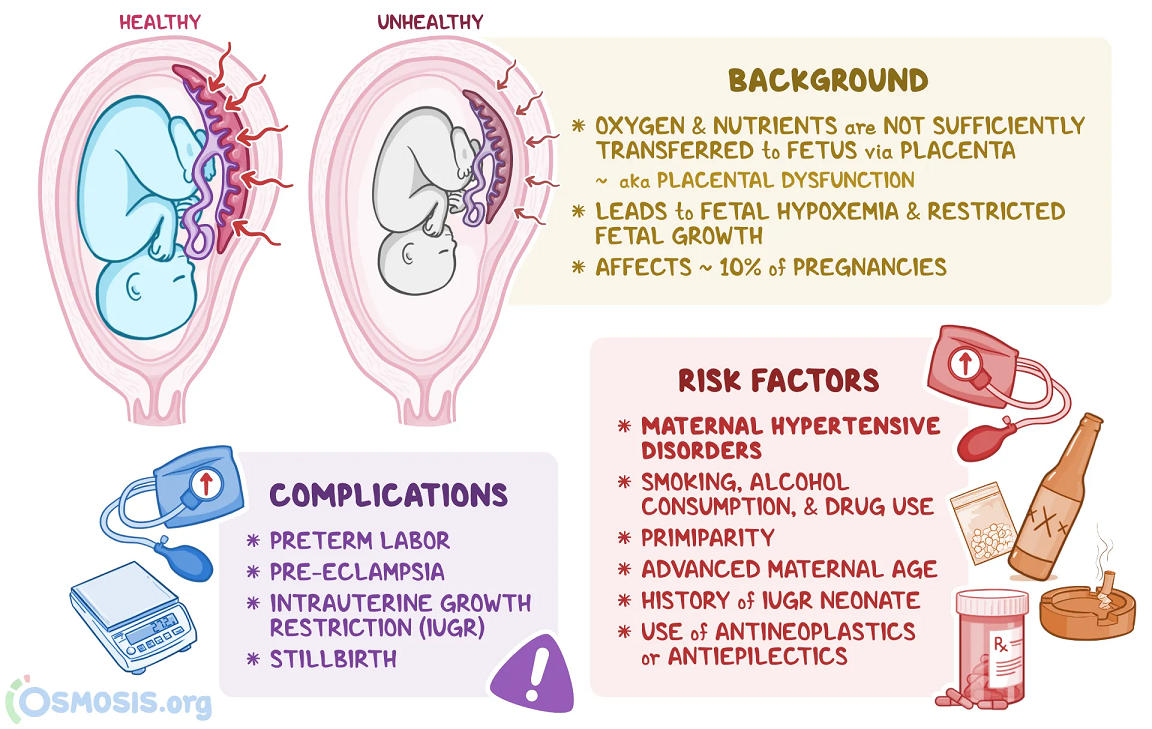 HEALTHY
UNHEALTHY
BACKGROUND
* OXYGEN & NUTRIENTS are NOT SUFFICIENTLY
TRANSFERRED to FETUS via PLACENTA
~ aka PLACENTAL DYSFUNCTION
* LEADS to FETAL HYPOXEMIA & RESTRICTED
FETAL GROWTH
* AFFECTS ~ 10% of PREGNANCIES
RISK FACTORS
* MATERNAL HYPERTENSIVE
DISORDERS
* SMOKING, ALCOHOL
CONSUMPTION, & DRUG USE
* PRIMIPARITY
* ADVANCED MATERNAL AGE
* HISTORY of IUGR NEONATE
* USE of ANTINEOPLASTICS
or ANTIEPILECTICS
XXX
Rx
COMPLICATIONS
* PRETERM LABOR
* PRE-ECLAMPSIA
* INTRAUTERINE GROWTH
RESTRICTION (IUGR)
* STILLBIRTH
!
OSMOSIS.org